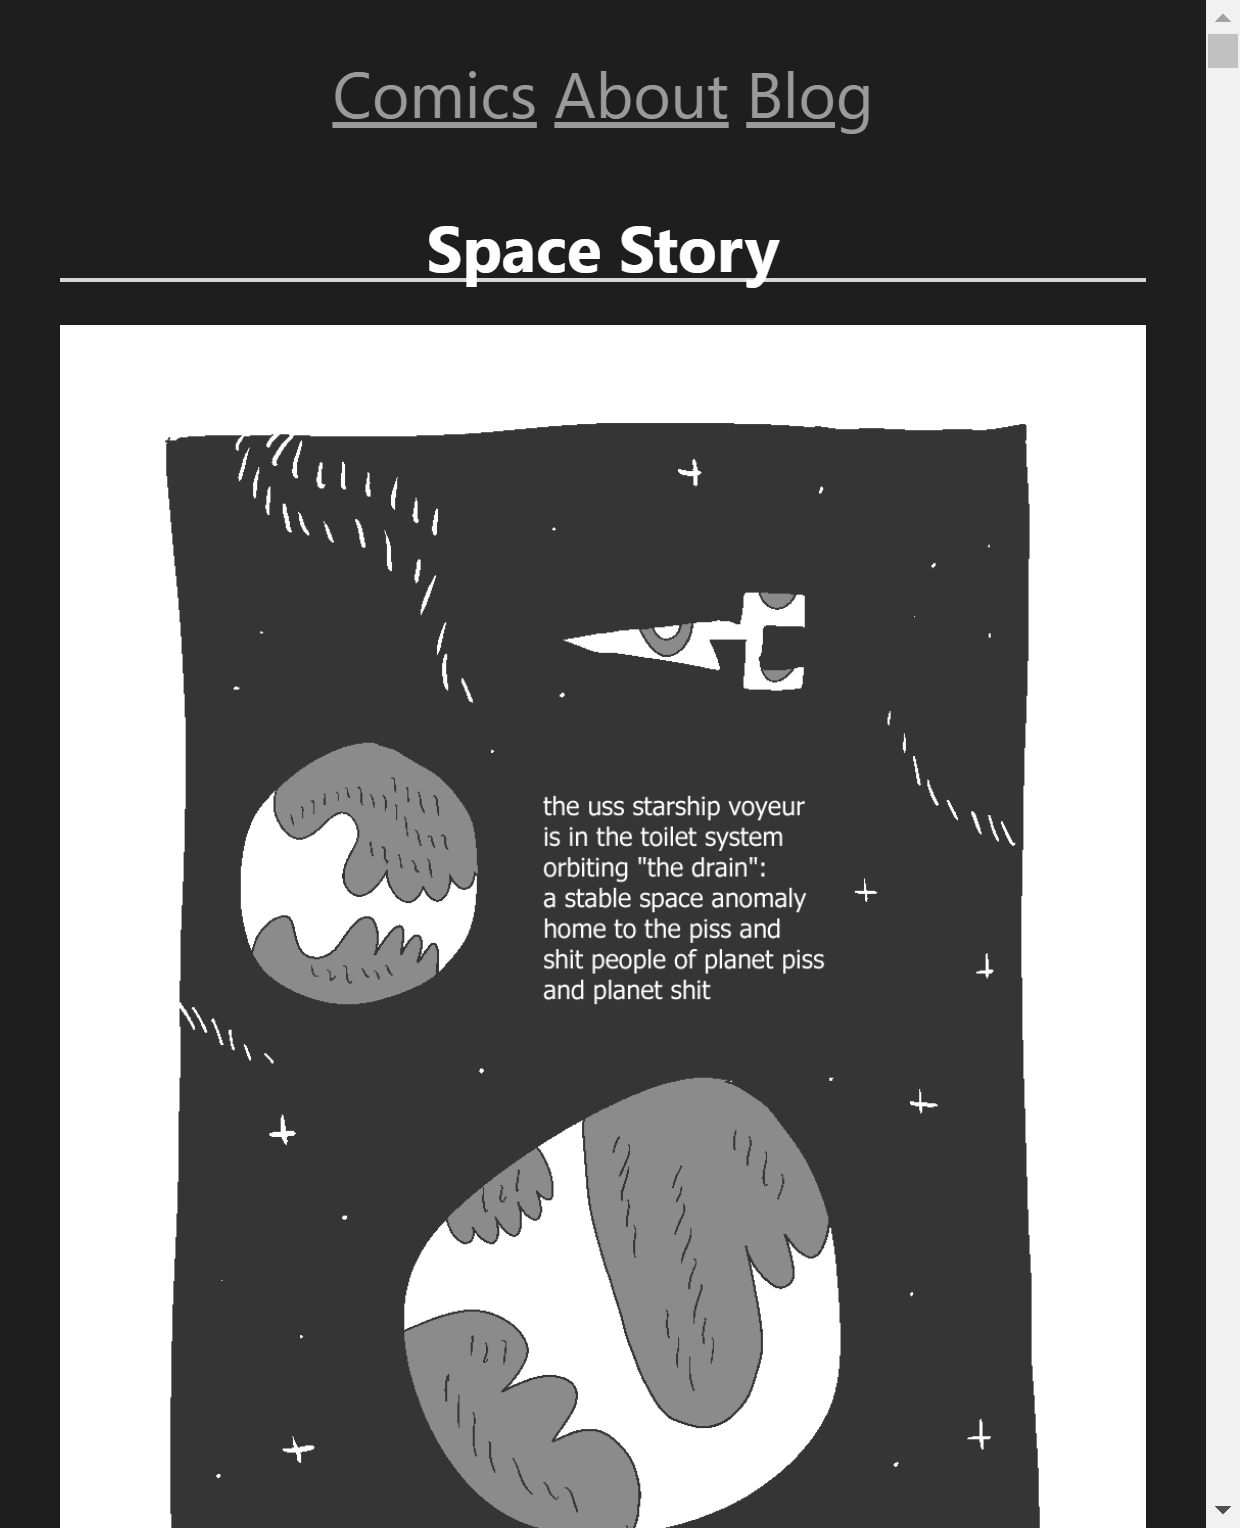 Comics About Blog
Space Story
the uss starship voyeur
is in the toilet system
orbiting "the drain":
a stable space anomaly
home to the piss and
shit people of planet piss
and planet shit